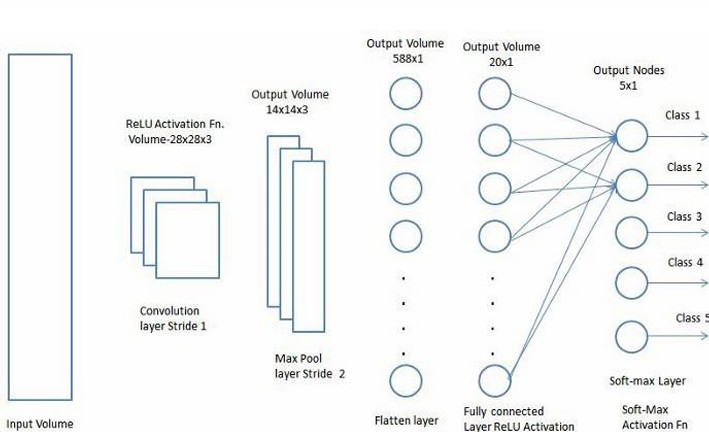 Input Volume
ReLU Activation Fn.
Volume-28x28x3
Convolution
layer Stride 1
Output Volume
14x14x3
Max Pool
layer Stride  2
Output Volume
588x1
Flatten layer
Output Volume
20x1
Fully connected
Layer ReLU Activation
Output Nodes
5x1
Class 1
Class 2
Class 3
Class 4
Class 5
Soft-max Layer
Soft-Max
Activation Fn